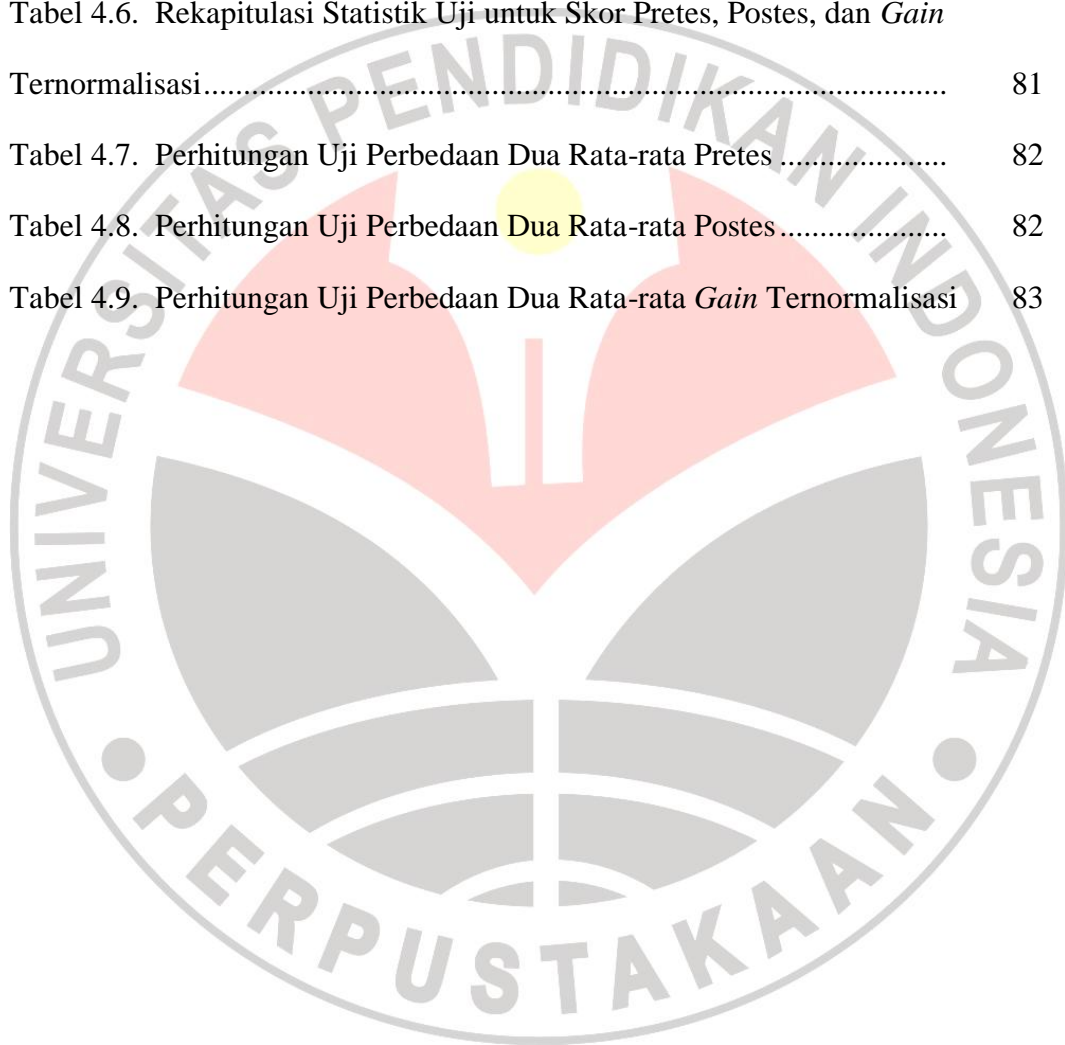 Tabel 4.6. Rekapitulasi Statistik Uji untuk Skor Pretes, Postes, dan Gain
Ternormalisasi............................................................................................ 81
Tabel 4.7. Perhitungan Uji Perbedaan Dua Rata-rata Pretes ..................... 82
Tabel 4.8. Perhitungan Uji Perbedaan Dua Rata-rata Postes..................... 82
Tabel 4.9. Perhitungan Uji Perbedaan Dua Rata-rata Gain Ternormalisasi 83
UNIVERSITAS PENDIDIKAN INDONESIA
PERPUSTAKAAN